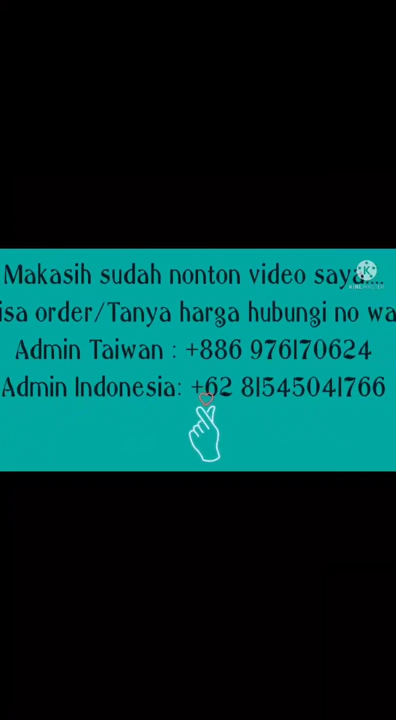 Makasih sudah nonton video saya
isa order/Tanya harga hubungi no wa
Admin Taiwan : +886 976170624
Admin Indonesia: +62 81545041766
KINEMASTER